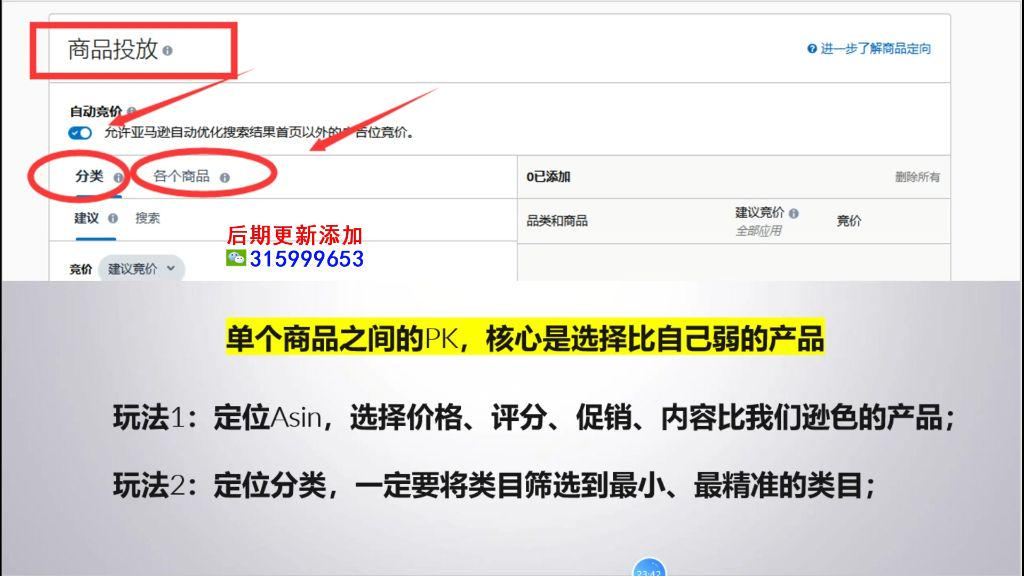 商品投放
进一步了解商品定向
自动竞价
允许亚马逊自动优化搜索结果首页以外的广告位竞价。
分类 各个商品
0已添加 删除所有
建议 搜索
品类和商品 建议竞价 竞价
全部应用
后期更新添加
315999653
竞价 建议竞价
单个商品之间的PK，核心是选择比自己弱的产品
玩法1：定位Asin，选择价格、评分、促销、内容比我们逊色的产品；
玩法2：定位分类，一定要将类目筛选到最小、最精准的类目；
23:42